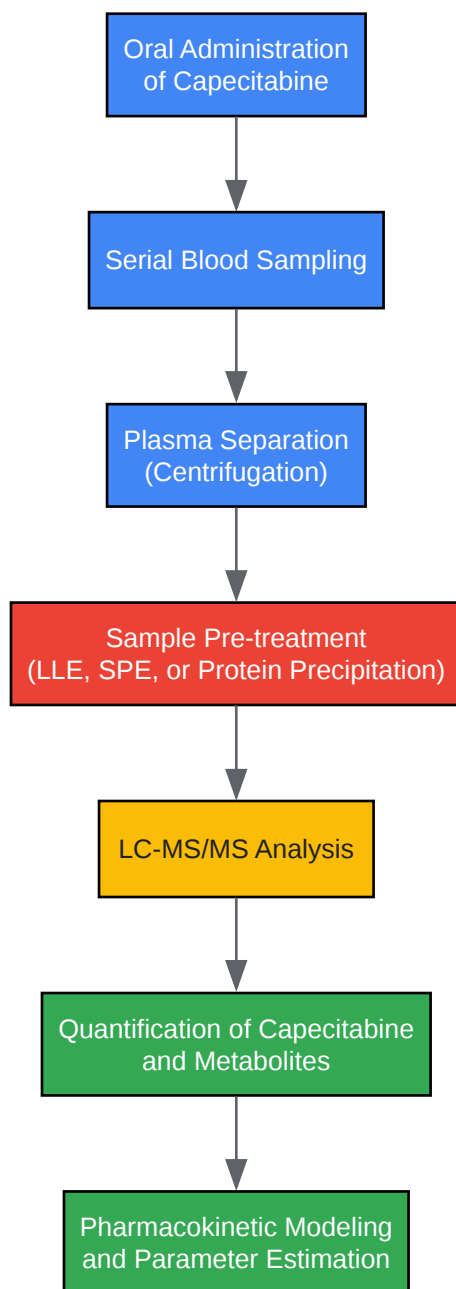 Oral Administration
of Capecitabine
Serial Blood Sampling
Plasma Separation
(Centrifugation)
Sample Pre-treatment
(LLE, SPE, or Protein Precipitation)
LC-MS/MS Analysis
Quantification of Capecitabine
and Metabolites
Pharmacokinetic Modeling
and Parameter Estimation